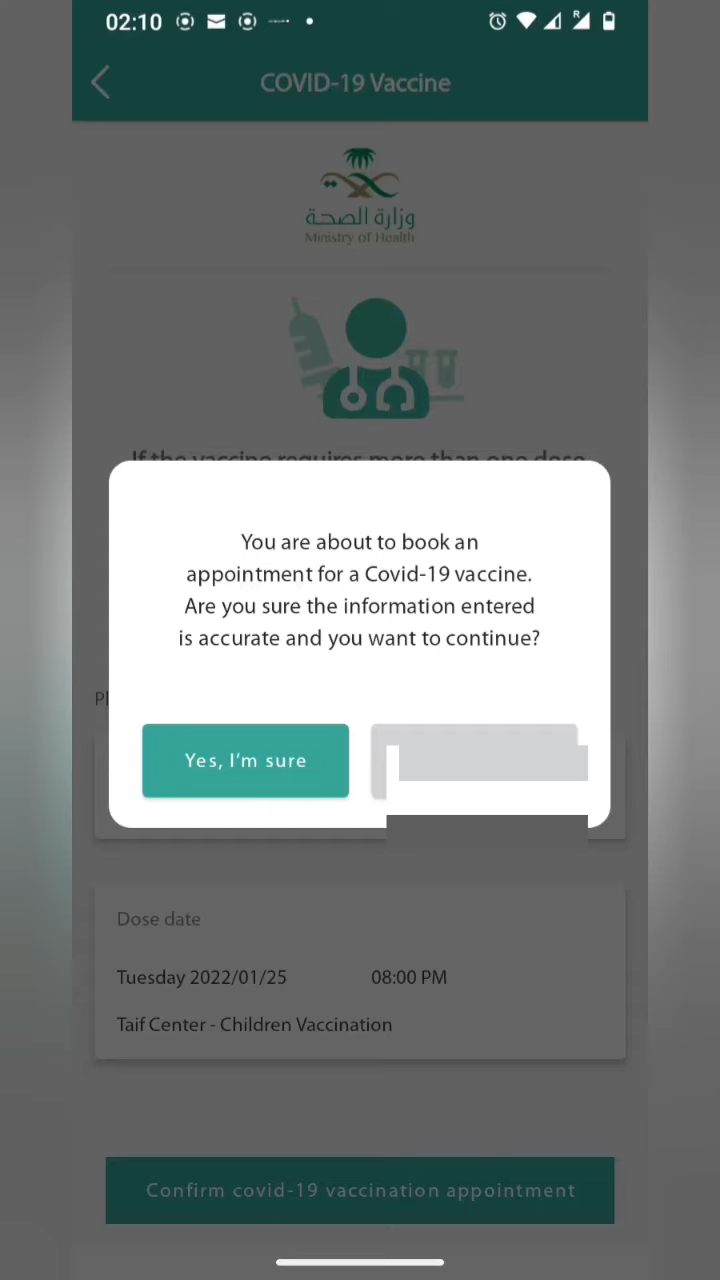 02:10
R
COVID-19 Vaccine
وزارة الصحة
Ministry of Health
If the vaccine requires more than one dose
You are about to book an
appointment for a Covid-19 vaccine.
Are you sure the information entered
is accurate and you want to continue?
Yes, I'm sure
Dose date
Tuesday 2022/01/25 08:00 PM
Taif Center - Children Vaccination
Confirm covid-19 vaccination appointment